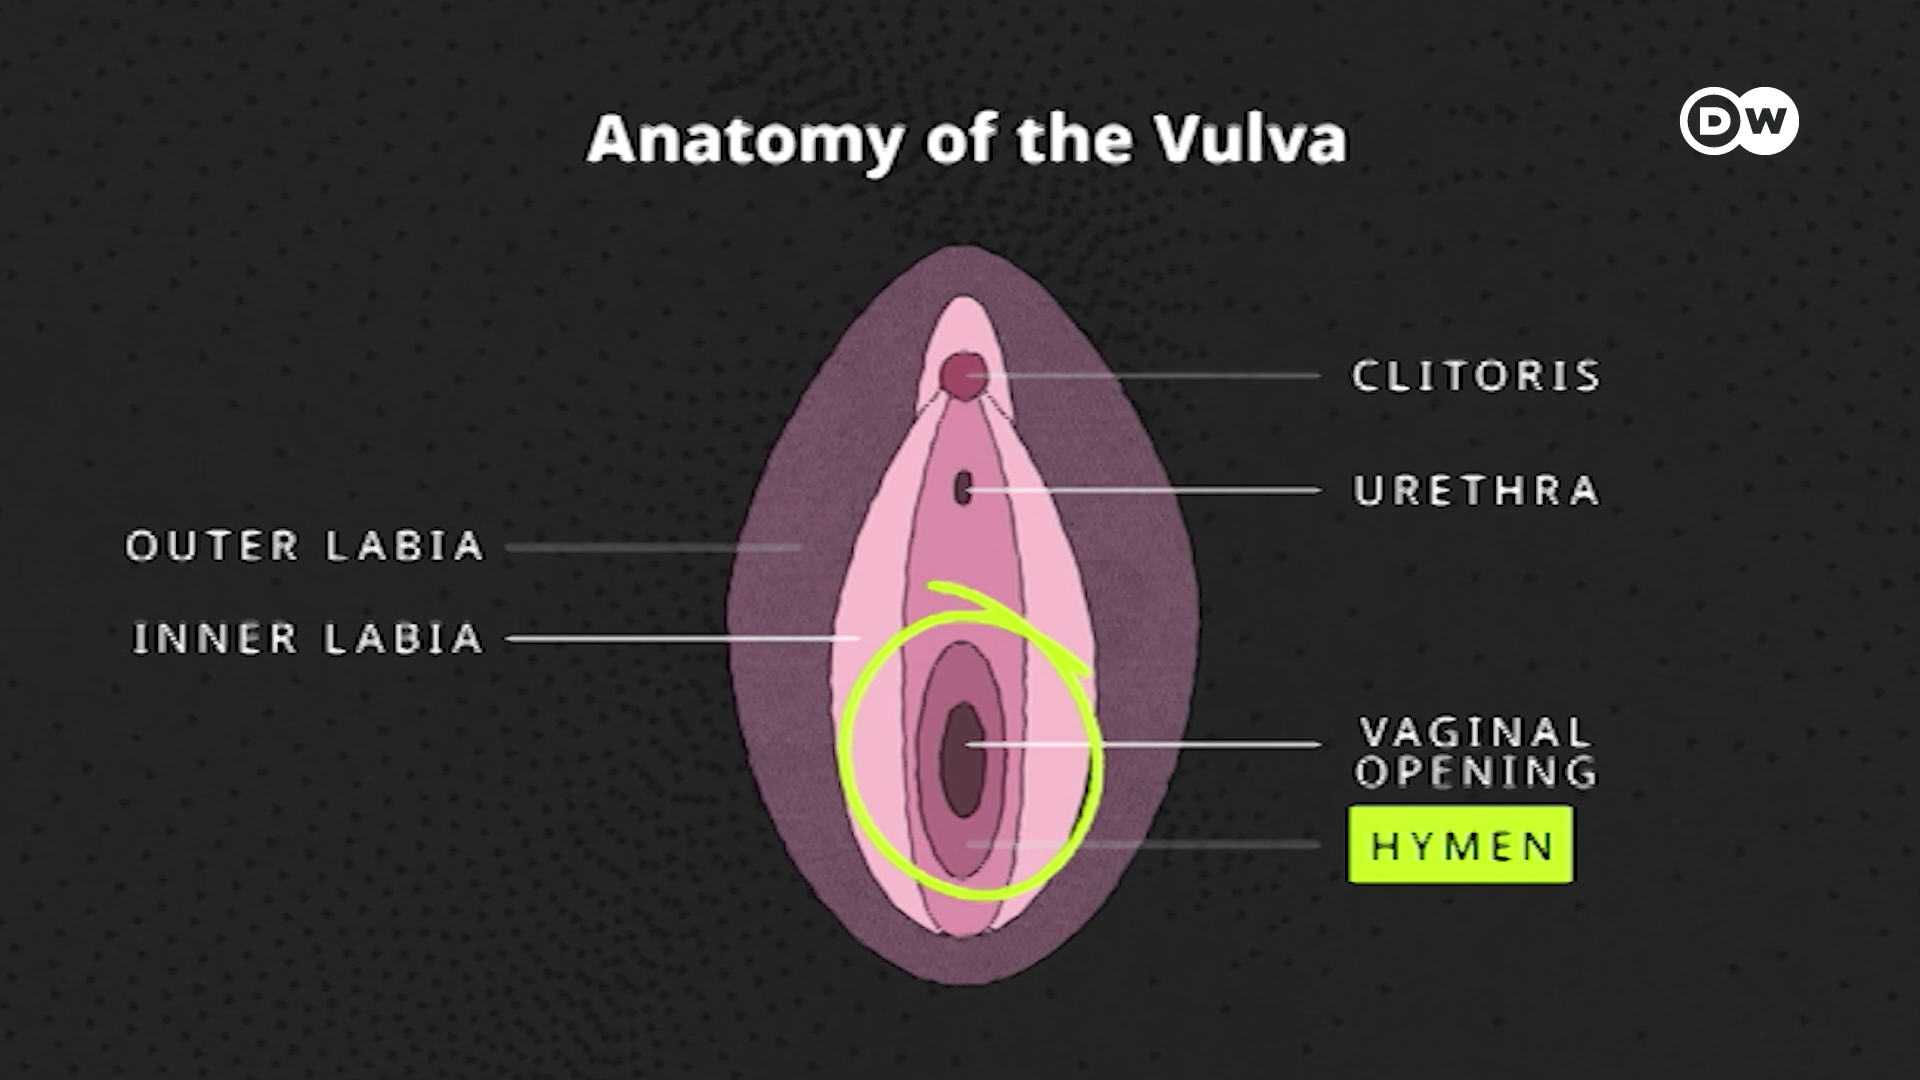 Anatomy of the Vulva
DW
CLITORIS
URETHRA
OUTER LABIA
INNER LABIA
VAGINAL
OPENING
HYMEN